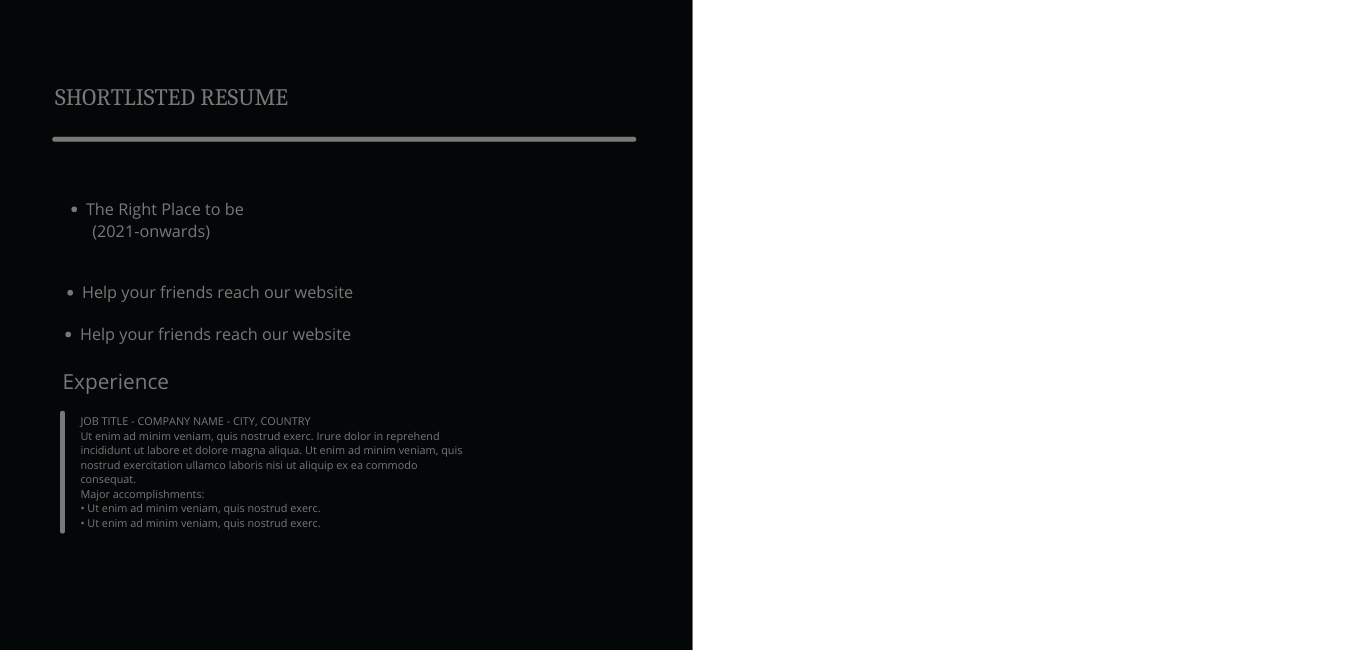 SHORTLISTED RESUME
• The Right Place to be
(2021-onwards)
• Help your friends reach our website
• Help your friends reach our website
Experience
JOB TITLE - COMPANY NAME - CITY, COUNTRY
Ut enim ad minim veniam, quis nostrud exerc. Irure dolor in reprehend
incididunt ut labore et dolore magna aliqua. Ut enim ad minim veniam, quis
nostrud exercitation ullamco laboris nisi ut aliquip ex ea commodo
consequat.
Major accomplishments:
• Ut enim ad minim veniam, quis nostrud exerc.
• Ut enim ad minim veniam, quis nostrud exerc.